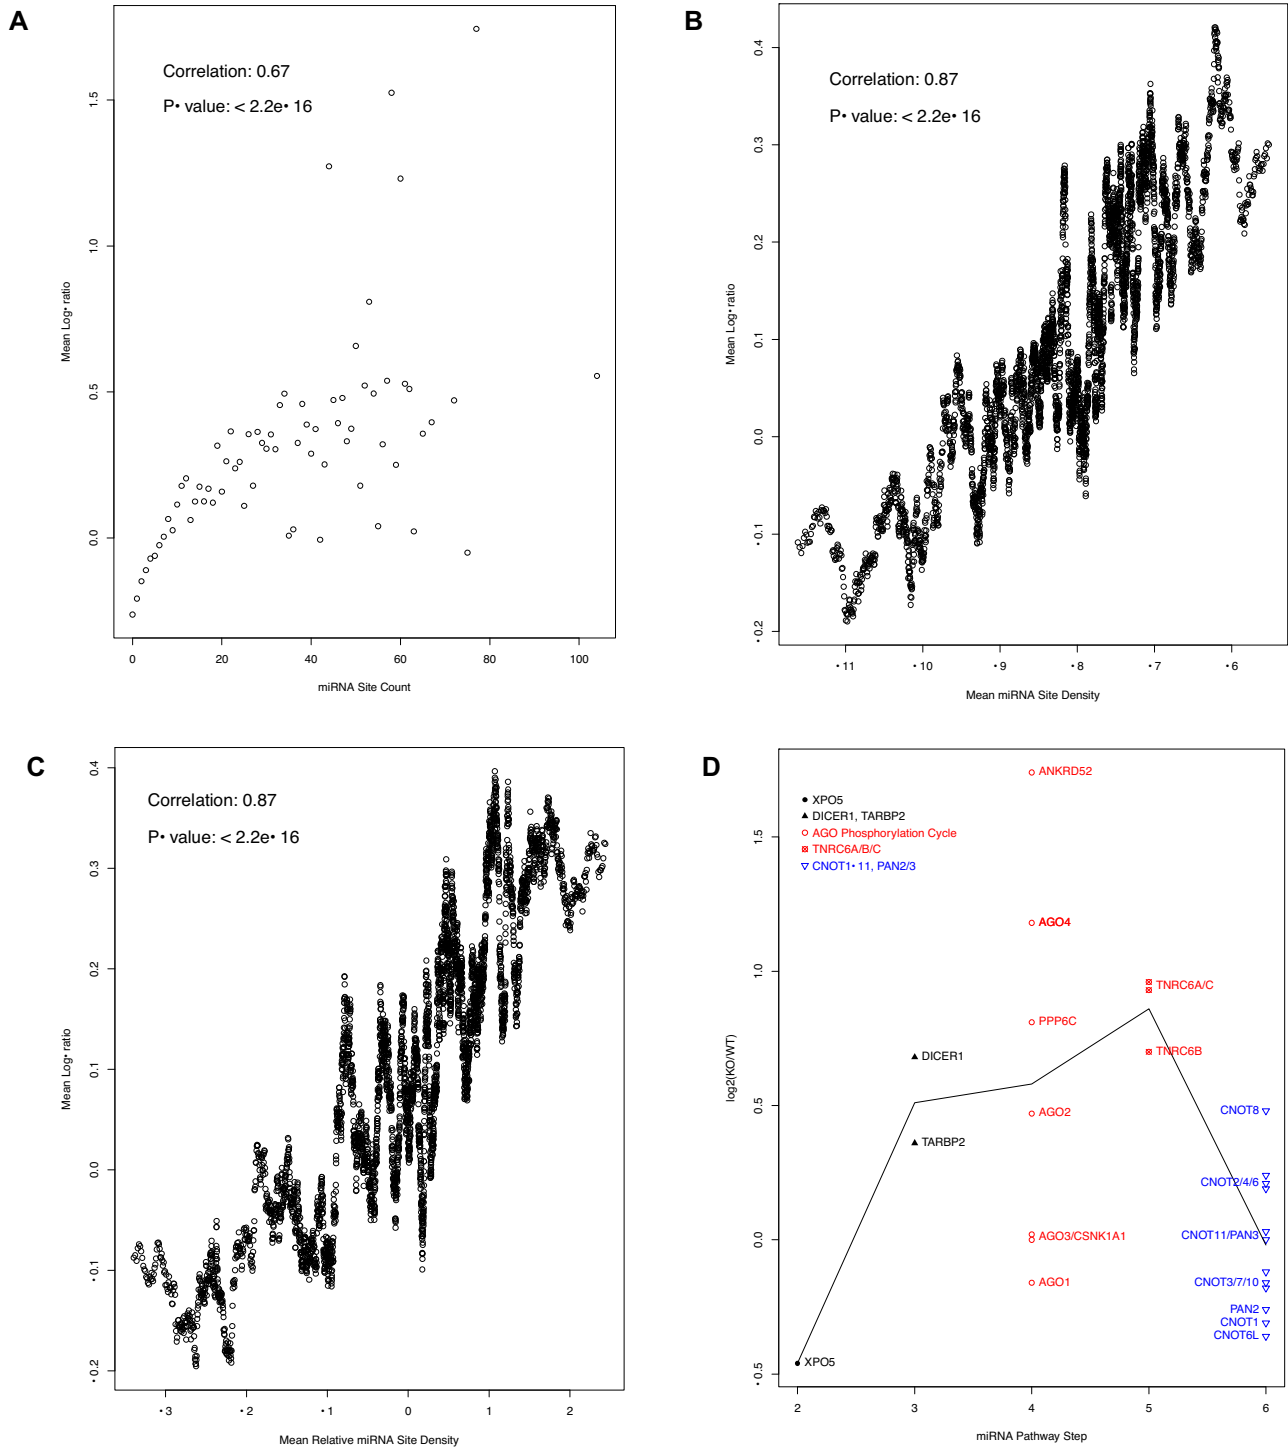 A
Correlation: 0.67
P• value: < 2.2e• 16
Mean Log• ratio
0.0
0.5
1.0
1.5
0
20
40
60
80
100
miRNA Site Count
B
Correlation: 0.87
P• value: < 2.2e• 16
Mean Log• ratio
• 0.2
• 0.1
0.0
0.1
0.2
0.3
0.4
• 11
• 10
• 9
• 8
• 7
• 6
Mean miRNA Site Density
C
Correlation: 0.87
P• value: < 2.2e• 16
Mean Log• ratio
• 0.2
• 0.1
0.0
0.1
0.2
0.3
0.4
• 3
• 2
• 1
0
1
2
Mean Relative miRNA Site Density
D
XPO5
DICER1, TARBP2
AGO Phosphorylation Cycle
TNRC6A/B/C
CNOT1• 11, PAN2/3
ANKRD52
AGO4
TNRC6A/C
PPP6C
DICER1
TNRC6B
AGO2
CNOT8
TARBP2
CNOT2/4/6
AGO3/CSNK1A1
CNOT11/PAN3
AGO1
CNOT3/7/10
PAN2
CNOT1
CNOT6L
XPO5
log2(KO/WT)
• 0.5
0.0
0.5
1.0
1.5
2
3
4
5
6
miRNA Pathway Step